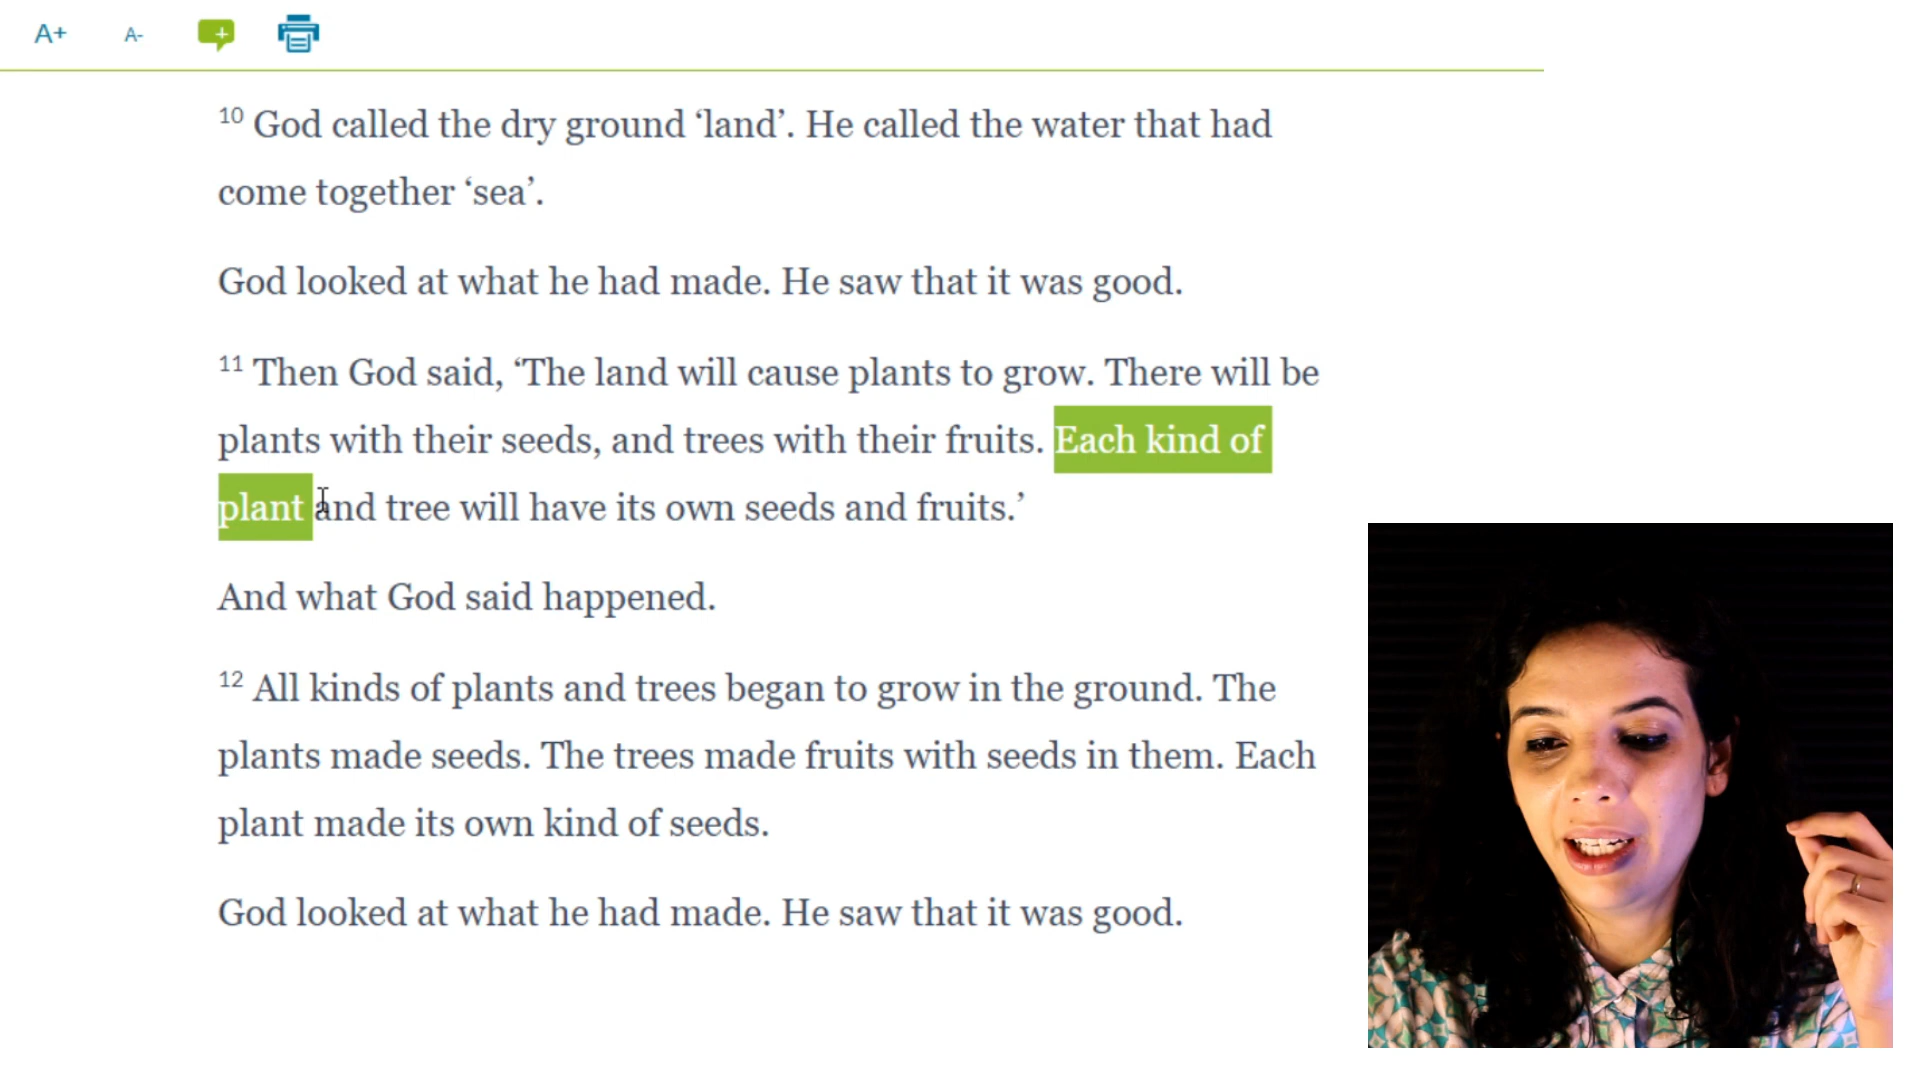 A+ A-
10 God called the dry ground ‘land’. He called the water that had
come together ‘sea’.
God looked at what he had made. He saw that it was good.
11 Then God said, ‘The land will cause plants to grow. There will be
plants with their seeds, and trees with their fruits. Each kind of
plant and tree will have its own seeds and fruits.’
And what God said happened.
12 All kinds of plants and trees began to grow in the ground. The
plants made seeds. The trees made fruits with seeds in them. Each
plant made its own kind of seeds.
God looked at what he had made. He saw that it was good.